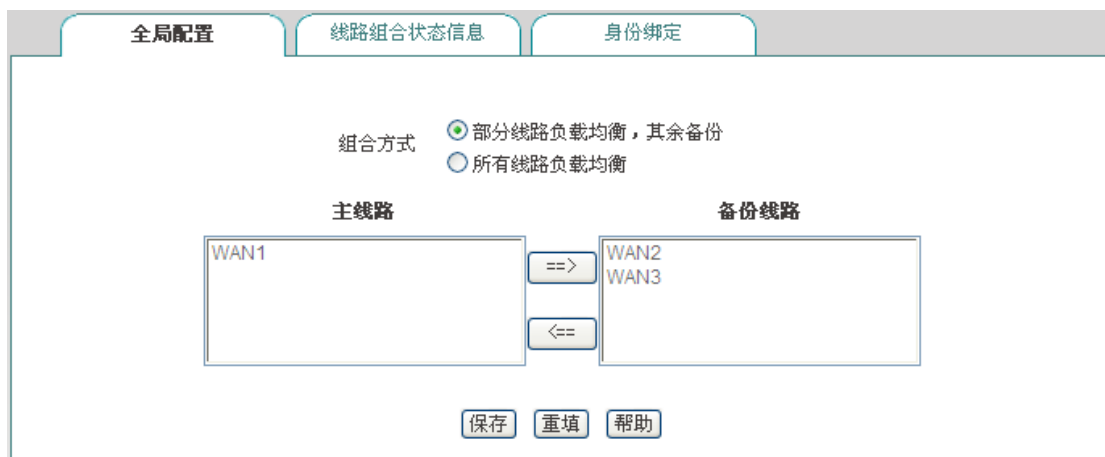 全局配置 线路组合状态信息 身份绑定
组合方式
部分线路负载均衡，其余备份
所有线路负载均衡
主线路 备份线路
WAN1
==>
<==
WAN2
WAN3
保存 重填 帮助